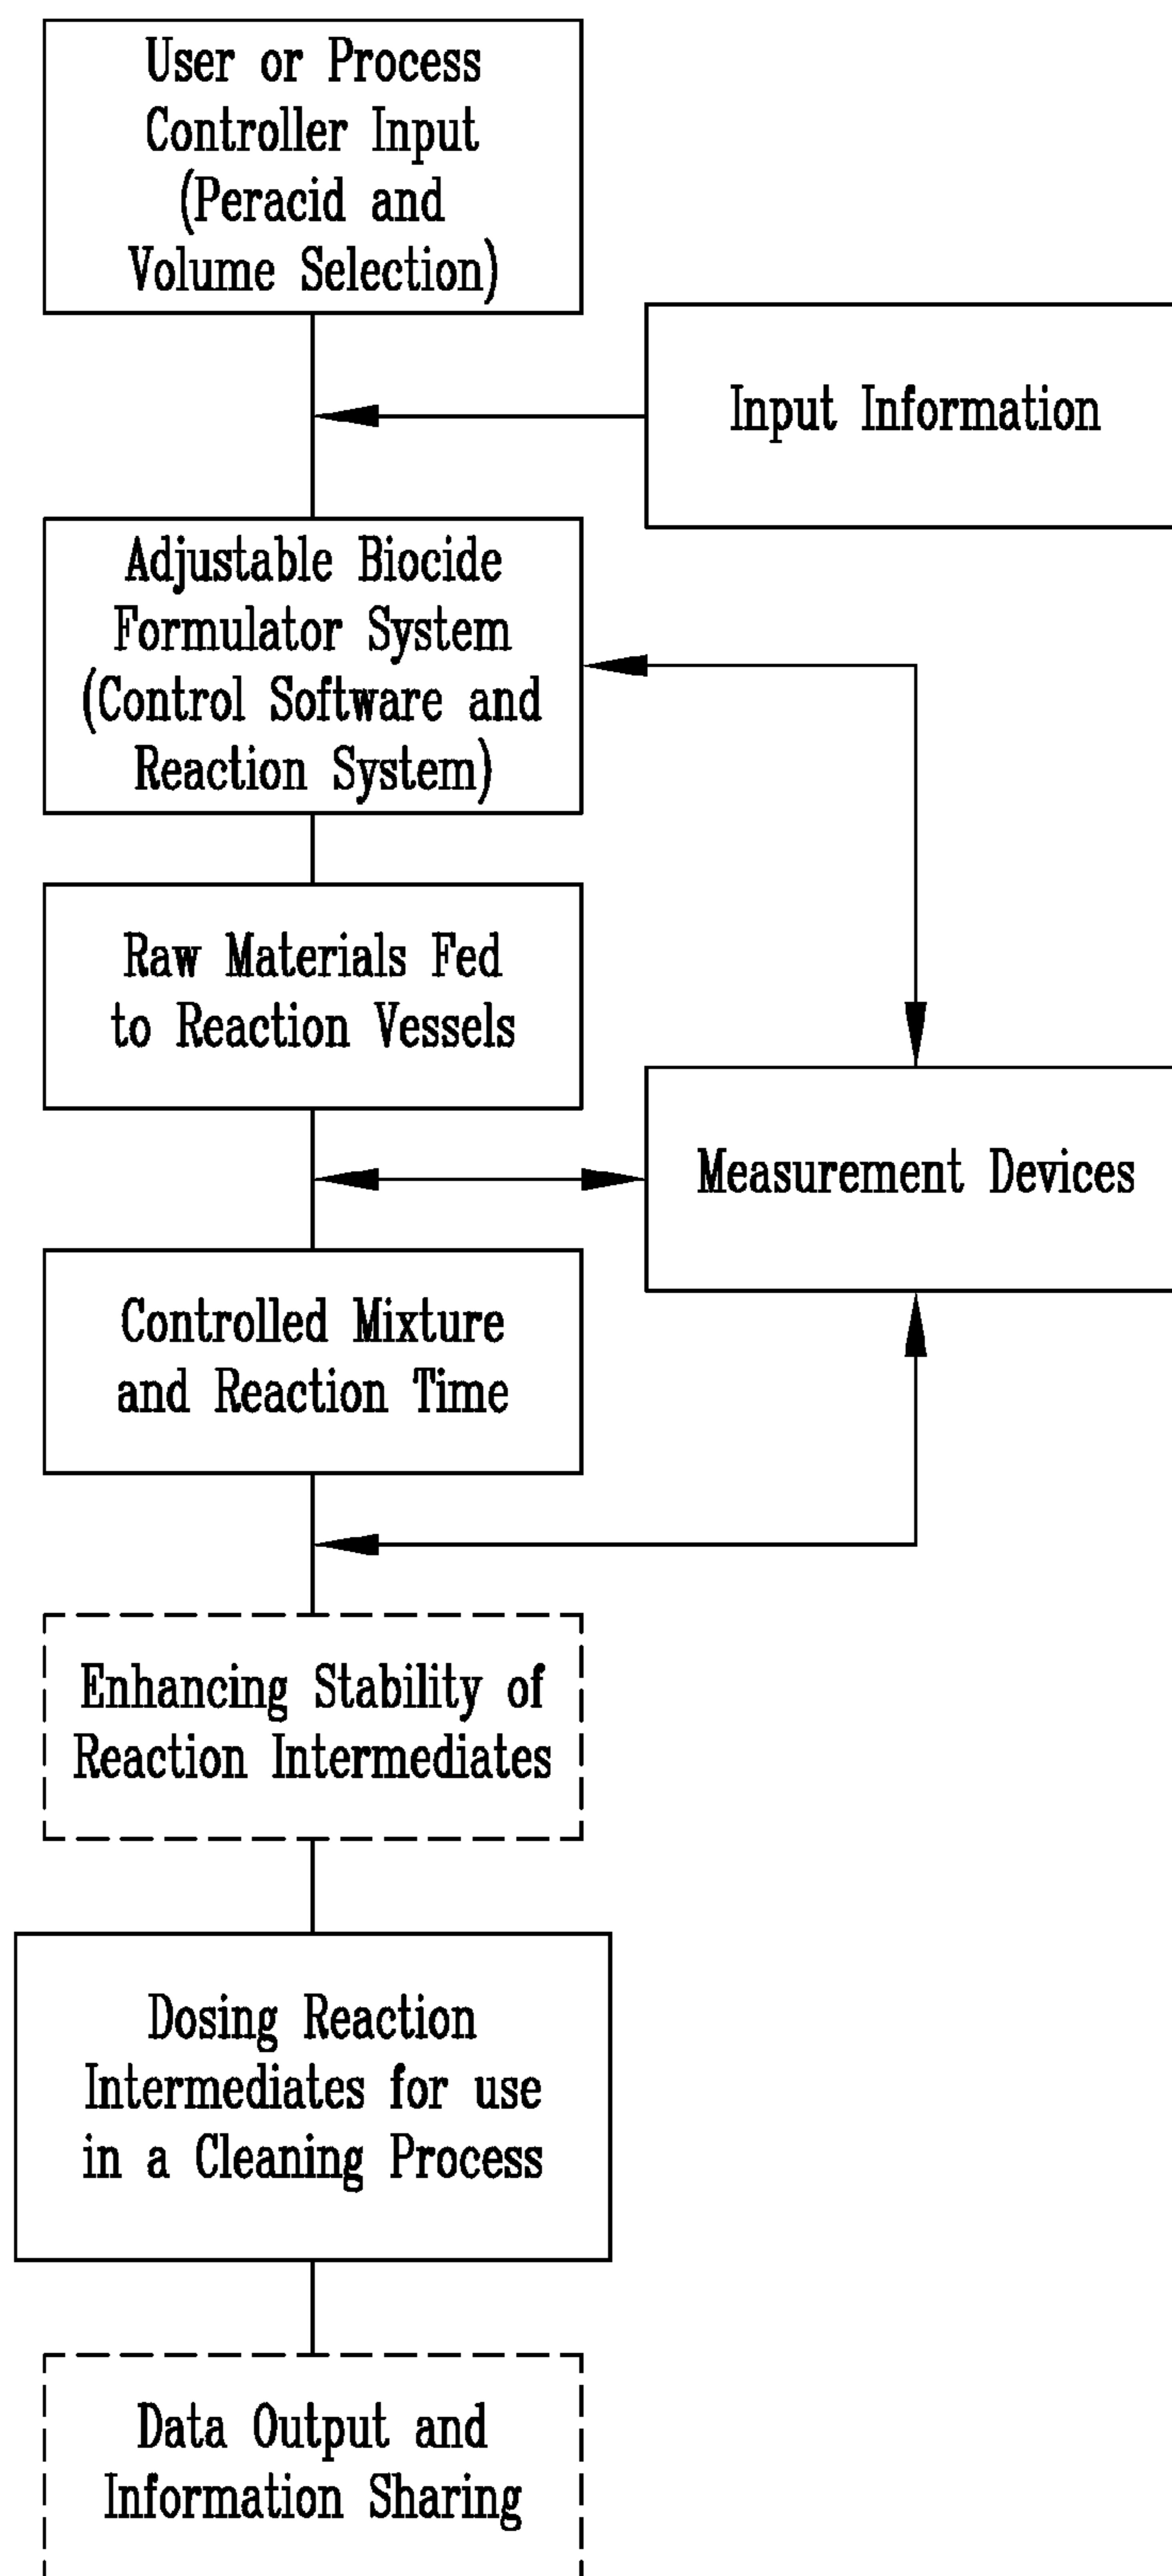 User or Process
Controller Input
(Peracid and
Volume Selection)
Input Information
Adjustable Biocide
Formulator System
(Control Software and
Reaction System)
Raw Materials Fed
to Reaction Vessels
Measurement Devices
Controlled Mixture
and Reaction Time
Enhancing Stability of
Reaction Intermediates
Dosing Reaction
Intermediates for use
in a Cleaning Process
Data Output and
Information Sharing